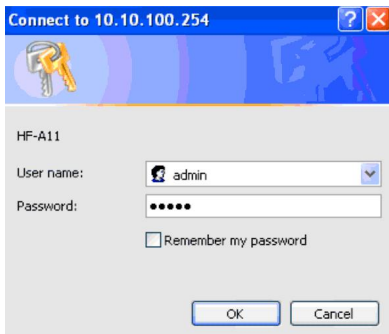 Connect to 10.10.100.254
HF-A11
User name:
admin
Password:
•••••
Remember my password
OK
Cancel